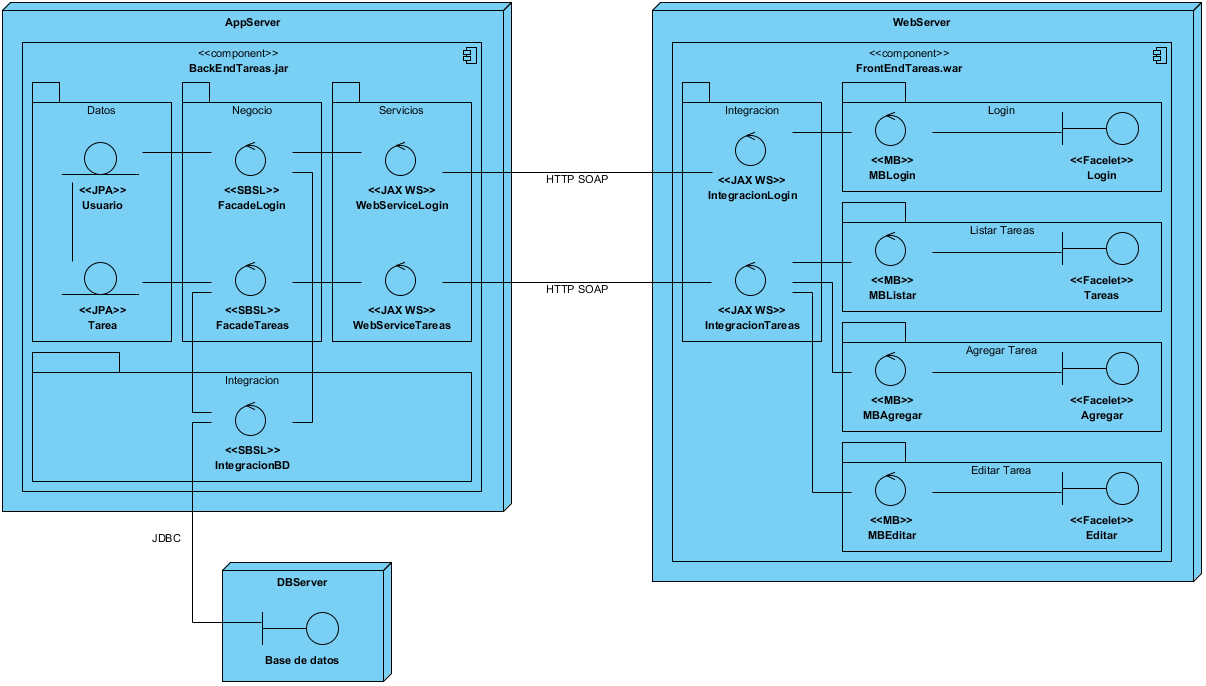 AppServer
<<component>>
BackEndTareas.jar
Datos
<<JPA>>
Usuario
<<JPA>>
Tarea
Negocio
<<SBSL>>
FacadeLogin
<<SBSL>>
FacadeTareas
Servicios
<<JAX WS>>
WebServiceLogin
<<JAX WS>>
WebServiceTareas
Integracion
<<SBSL>>
IntegracionBD
HTTP SOAP
HTTP SOAP
WebServer
<<component>>
FrontEndTareas.war
Integracion
<<JAX WS>>
IntegracionLogin
<<JAX WS>>
IntegracionTareas
Login
<<MB>>
MBLogin
<<Facelet>>
Login
Listar Tareas
<<MB>>
MBListar
<<Facelet>>
Tareas
Agregar Tarea
<<MB>>
MBAgregar
<<Facelet>>
Agregar
Editar Tarea
<<MB>>
MBEditar
<<Facelet>>
Editar
JDBC
DBServer
Base de datos